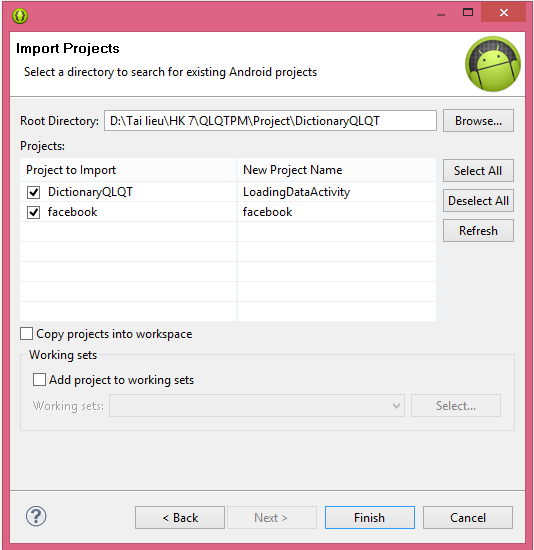 Import Projects
Select a directory to search for existing Android projects
Root Directory: D:\Tai lieu\HK 7\QLQTPM\Project\DictionaryQLQT Browse...
Projects:
Project to Import New Project Name Select All
DictionaryQLQT LoadingDataActivity Deselect All
facebook facebook
Refresh
Copy projects into workspace
Working sets
Add project to working sets
Working sets: Select...
? < Back Next > Finish Cancel